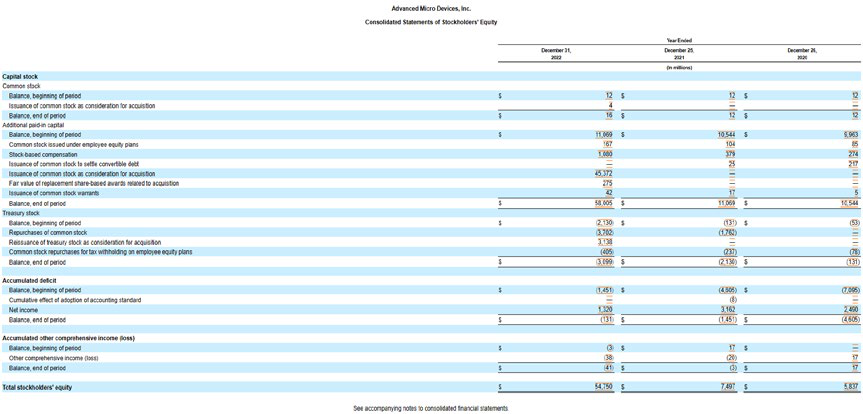 Advanced Micro Devices, Inc.
Consolidated Statements of Stockholders' Equity
Year Ended
December 31, 2022 December 25, 2021 December 26, 2020
(In millions)
Capital stock
Common stock
Balance, beginning of period $ 12 $ 12 $ 12
Issuance of common stock as consideration for acquisition 4 — —
Balance, end of period $ 16 $ 12 $ 12
Additional paid-in capital
Balance, beginning of period $ 11,069 $ 10,544 $ 9,963
Common stock issued under employee equity plans 167 104 85
Stock-based compensation 1,080 379 274
Issuance of common stock to settle convertible debt — 25 217
Issuance of common stock as consideration for acquisition 45,372 — —
Fair value of replacement share-based awards related to acquisition 275 — —
Issuance of common stock warrants 42 17 5
Balance, end of period $ 58,005 $ 11,069 $ 10,544
Treasury stock
Balance, beginning of period $ (2,130) $ (131) $ (53)
Repurchases of common stock (3,702) (1,762) —
Reissuance of treasury stock as consideration for acquisition 3,138 — —
Common stock repurchases for tax withholding on employee equity plans (405) (237) (78)
Balance, end of period $ (3,099) $ (2,130) $ (131)
Accumulated deficit
Balance, beginning of period $ (1,451) $ (4,605) $ (7,095)
Cumulative effect of adoption of accounting standard — (8) —
Net income 1,320 3,162 2,490
Balance, end of period $ (131) $ (1,451) $ (4,605)
Accumulated other comprehensive income (loss)
Balance, beginning of period $ (3) $ 17 $ —
Other comprehensive income (loss) (38) (20) 17
Balance, end of period $ (41) $ (3) $ 17
Total stockholders' equity $ 54,750 $ 7,497 $ 5,837
See accompanying notes to consolidated financial statements